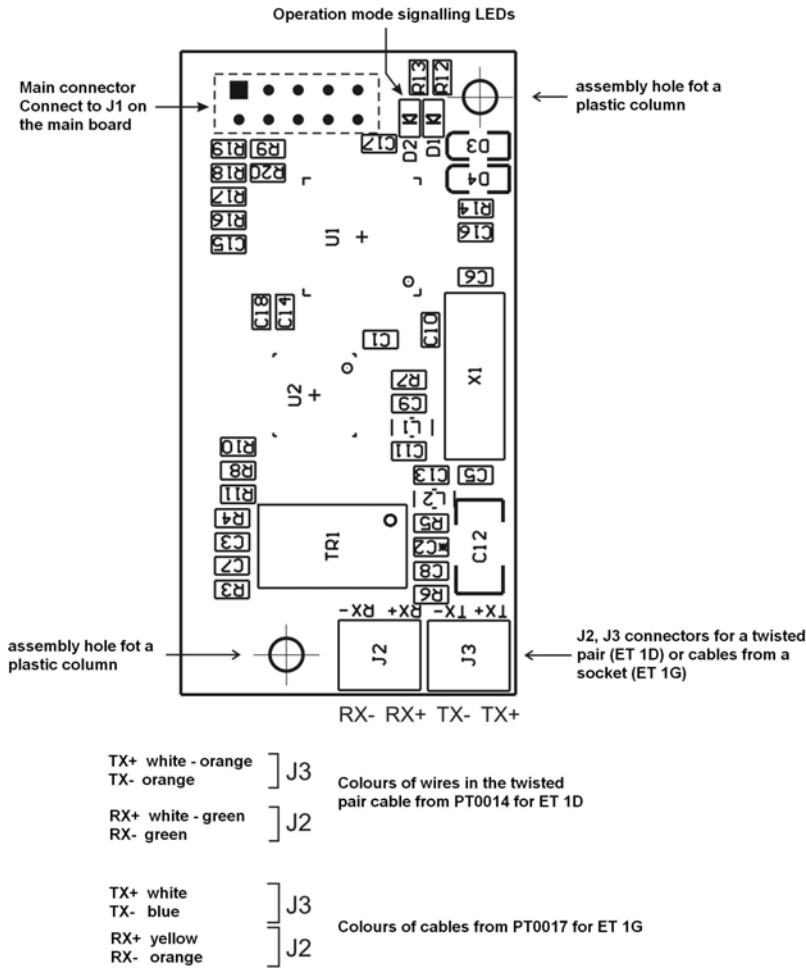 Operation mode signalling LEDs
Main connector
Connect to J1 on
the main board
assembly hole fot a
plastic column
R13
R12
D2
D1
C17
D3
D4
R19
R9
R18
R20
R17
R16
C15
R14
C16
U1
C6
C18
C14
C10
C1
X1
U2
R7
C9
L1
C11
R10
R8
R11
R4
C3
C7
R3
C13
C5
L2
R5
C2*
C8
R6
TR1
C12
RX- RX+ TX- TX+
assembly hole fot a
plastic column
J2
J3
J2, J3 connectors for a twisted
pair (ET 1D) or cables from a
socket (ET 1G)
RX- RX+ TX- TX+
TX+ white - orange
TX- orange
J3
RX+ white - green
RX- green
J2
Colours of wires in the twisted
pair cable from PT0014 for ET 1D
TX+ white
TX- blue
J3
RX+ yellow
RX- orange
J2
Colours of cables from PT0017 for ET 1G